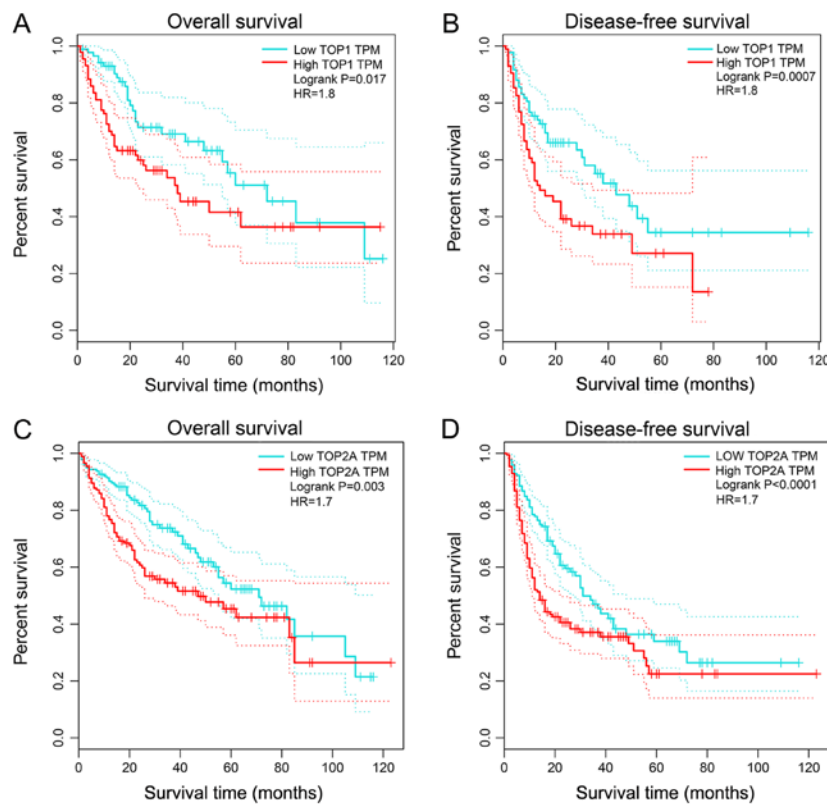 A
Overall survival
Low TOP1 TPM
High TOP1 TPM
Logrank P=0.017
HR=1.8
Percent survival
1.0
0.8
0.6
0.4
0.2
0.0
0 20 40 60 80 100 120
Survival time (months)
B
Disease-free survival
Low TOP1 TPM
High TOP1 TPM
Logrank P=0.0007
HR=1.8
Percent survival
1.0
0.8
0.6
0.4
0.2
0.0
0 20 40 60 80 100 120
Survival time (months)
C
Overall survival
Low TOP2A TPM
High TOP2A TPM
Logrank P=0.003
HR=1.7
Percent survival
1.0
0.8
0.6
0.4
0.2
0.0
0 20 40 60 80 100 120
Survival time (months)
D
Disease-free survival
LOW TOP2A TPM
High TOP2A TPM
Logrank P<0.0001
HR=1.7
Percent survival
1.0
0.8
0.6
0.4
0.2
0.0
0 20 40 60 80 100 120
Survival time (months)